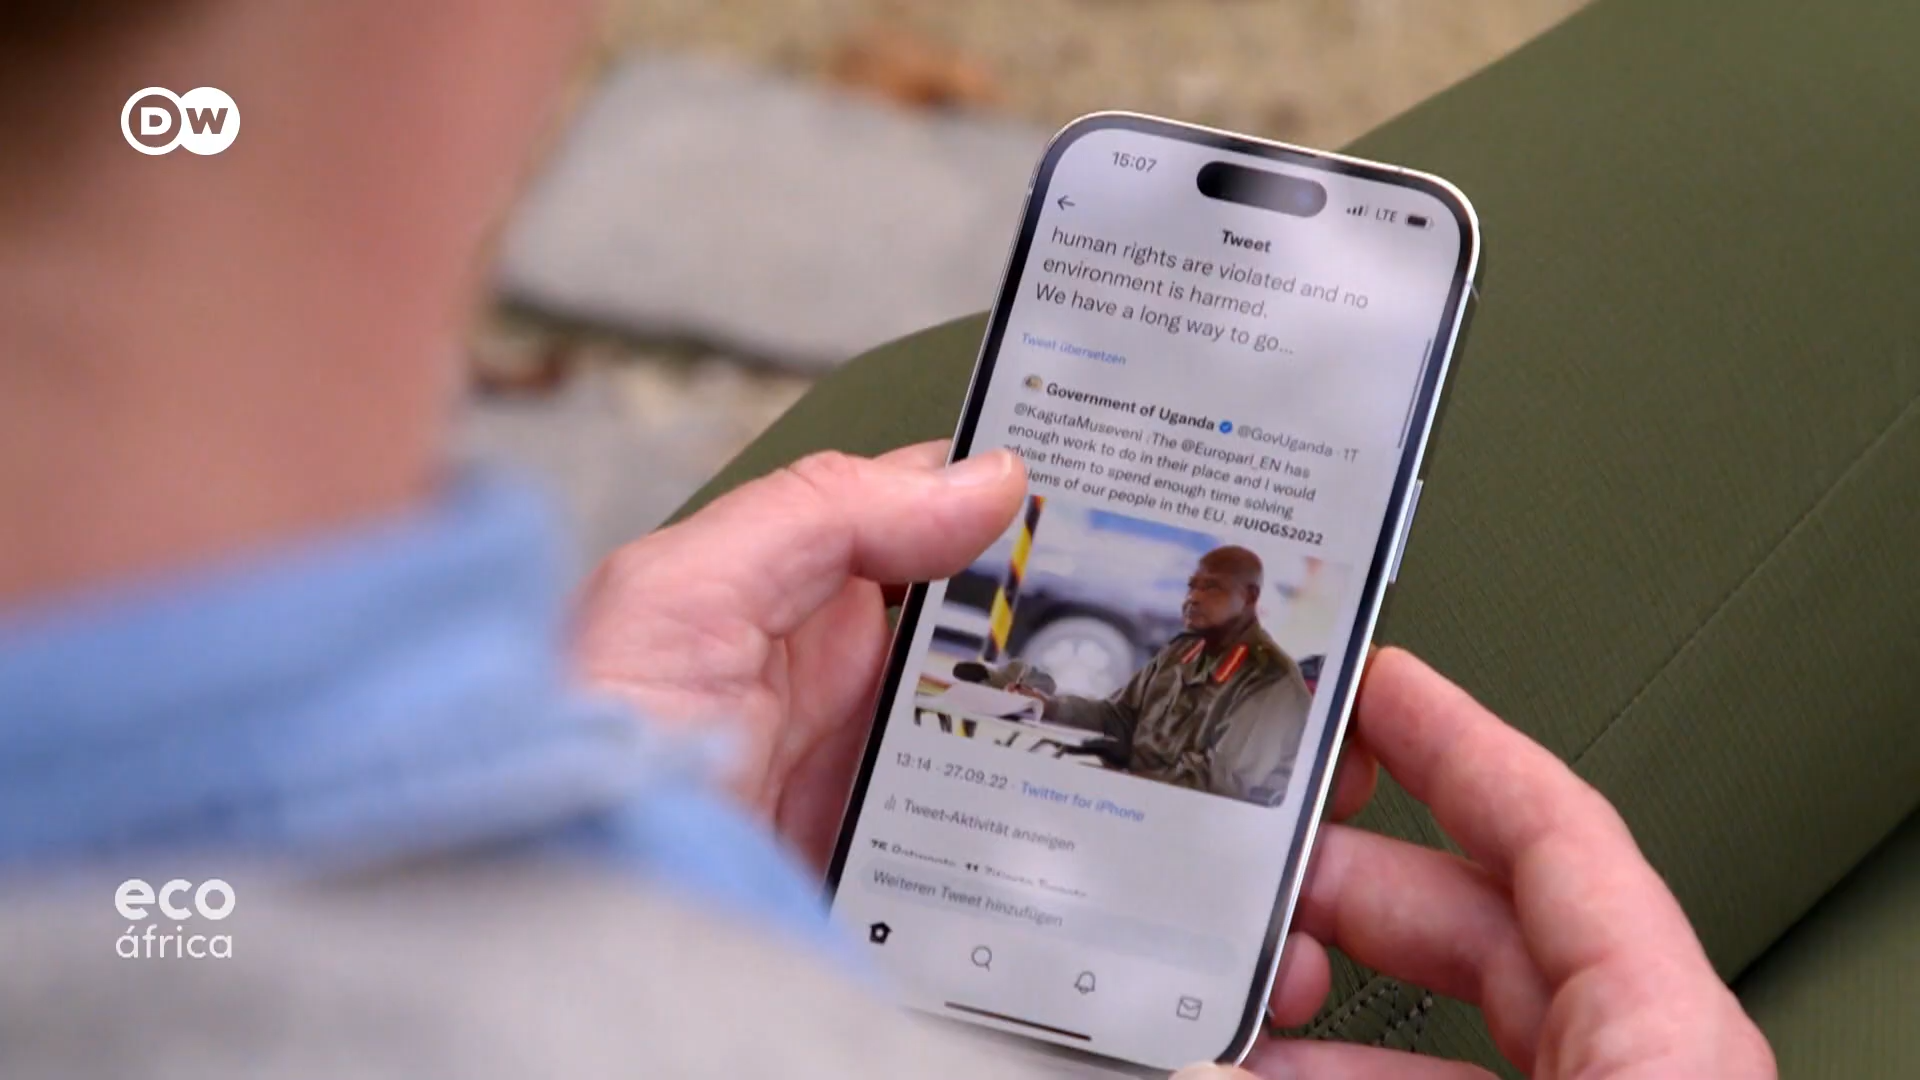 DW
15:07
LTE
Tweet
human rights are violated and no
environment is harmed.
We have a long way to go...
Tweet übersetzen
Government of Uganda @GovUganda · 1T
@KagutaMuseveni :The @Europarl_EN has
enough work to do in their place and I would
advise them to spend enough time solving
lems of our people in the EU. #UIOGS2022
13:14 · 27.09.22 · Twitter for iPhone
Tweet-Aktivität anzeigen
Weiteren Tweet hinzufügen
eco
áfrica